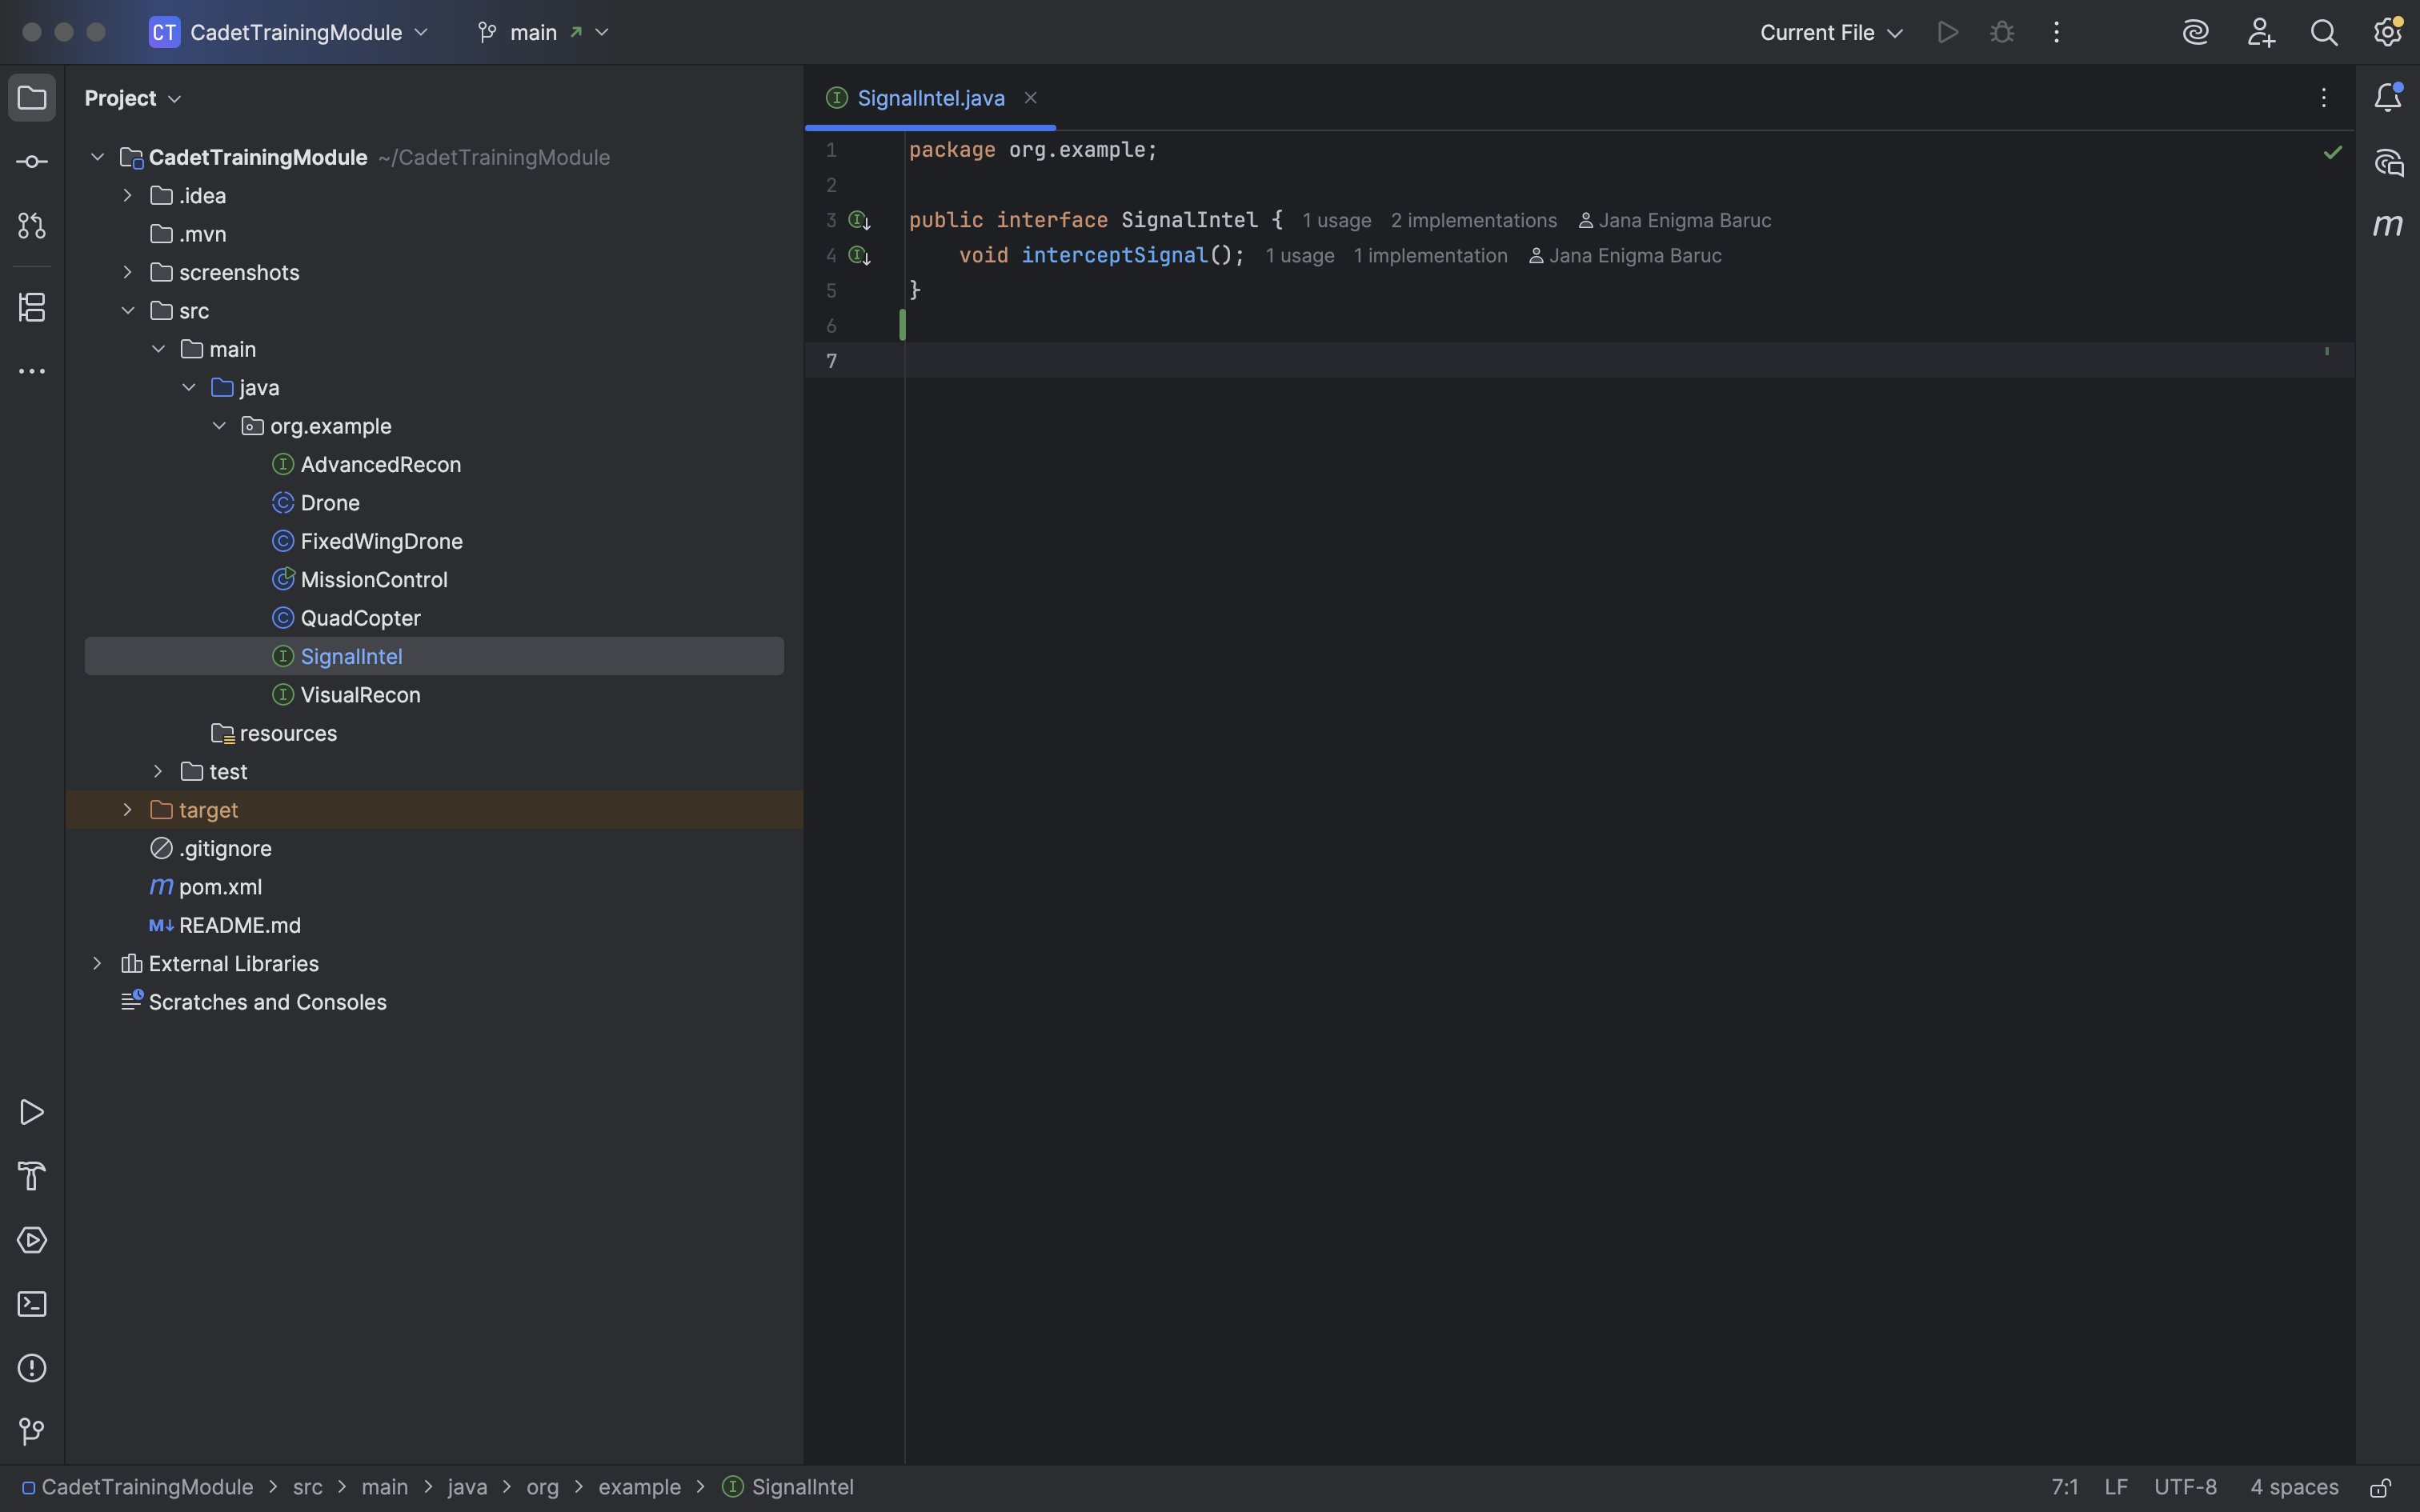 CT CadetTrainingModule main Current File
Project
SignalIntel.java
CadetTrainingModule ~/CadetTrainingModule
.idea
.mvn
screenshots
src
main
java
org.example
AdvancedRecon
Drone
FixedWingDrone
MissionControl
QuadCopter
SignalIntel
VisualRecon
resources
test
target
.gitignore
pom.xml
README.md
External Libraries
Scratches and Consoles
1 package org.example;
2
3 public interface SignalIntel { 1 usage 2 implementations Jana Enigma Baruc
4 void interceptSignal(); 1 usage 1 implementation Jana Enigma Baruc
5 }
6
7
CadetTrainingModule > src > main > java > org > example > SignalIntel 7:1 LF UTF-8 4 spaces